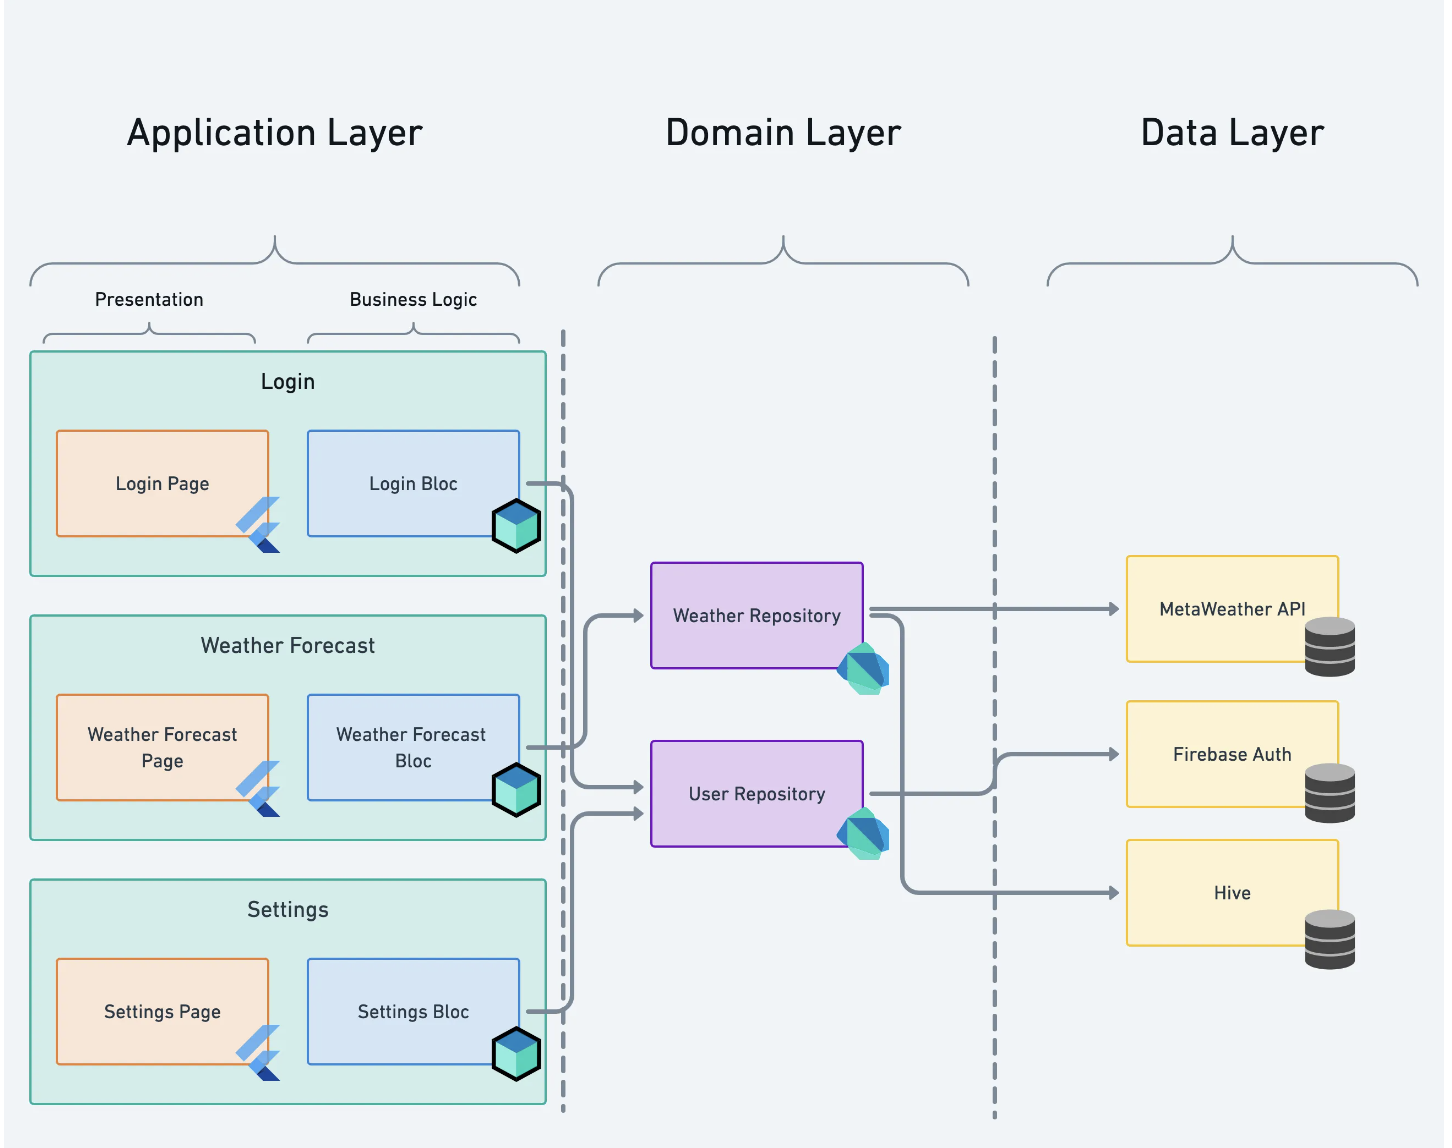 Application Layer
Domain Layer
Data Layer
Presentation
Business Logic
Login
Login Page
Login Bloc
Weather Forecast
Weather Forecast
Page
Weather Forecast
Bloc
Settings
Settings Page
Settings Bloc
Weather Repository
User Repository
MetaWeather API
Firebase Auth
Hive